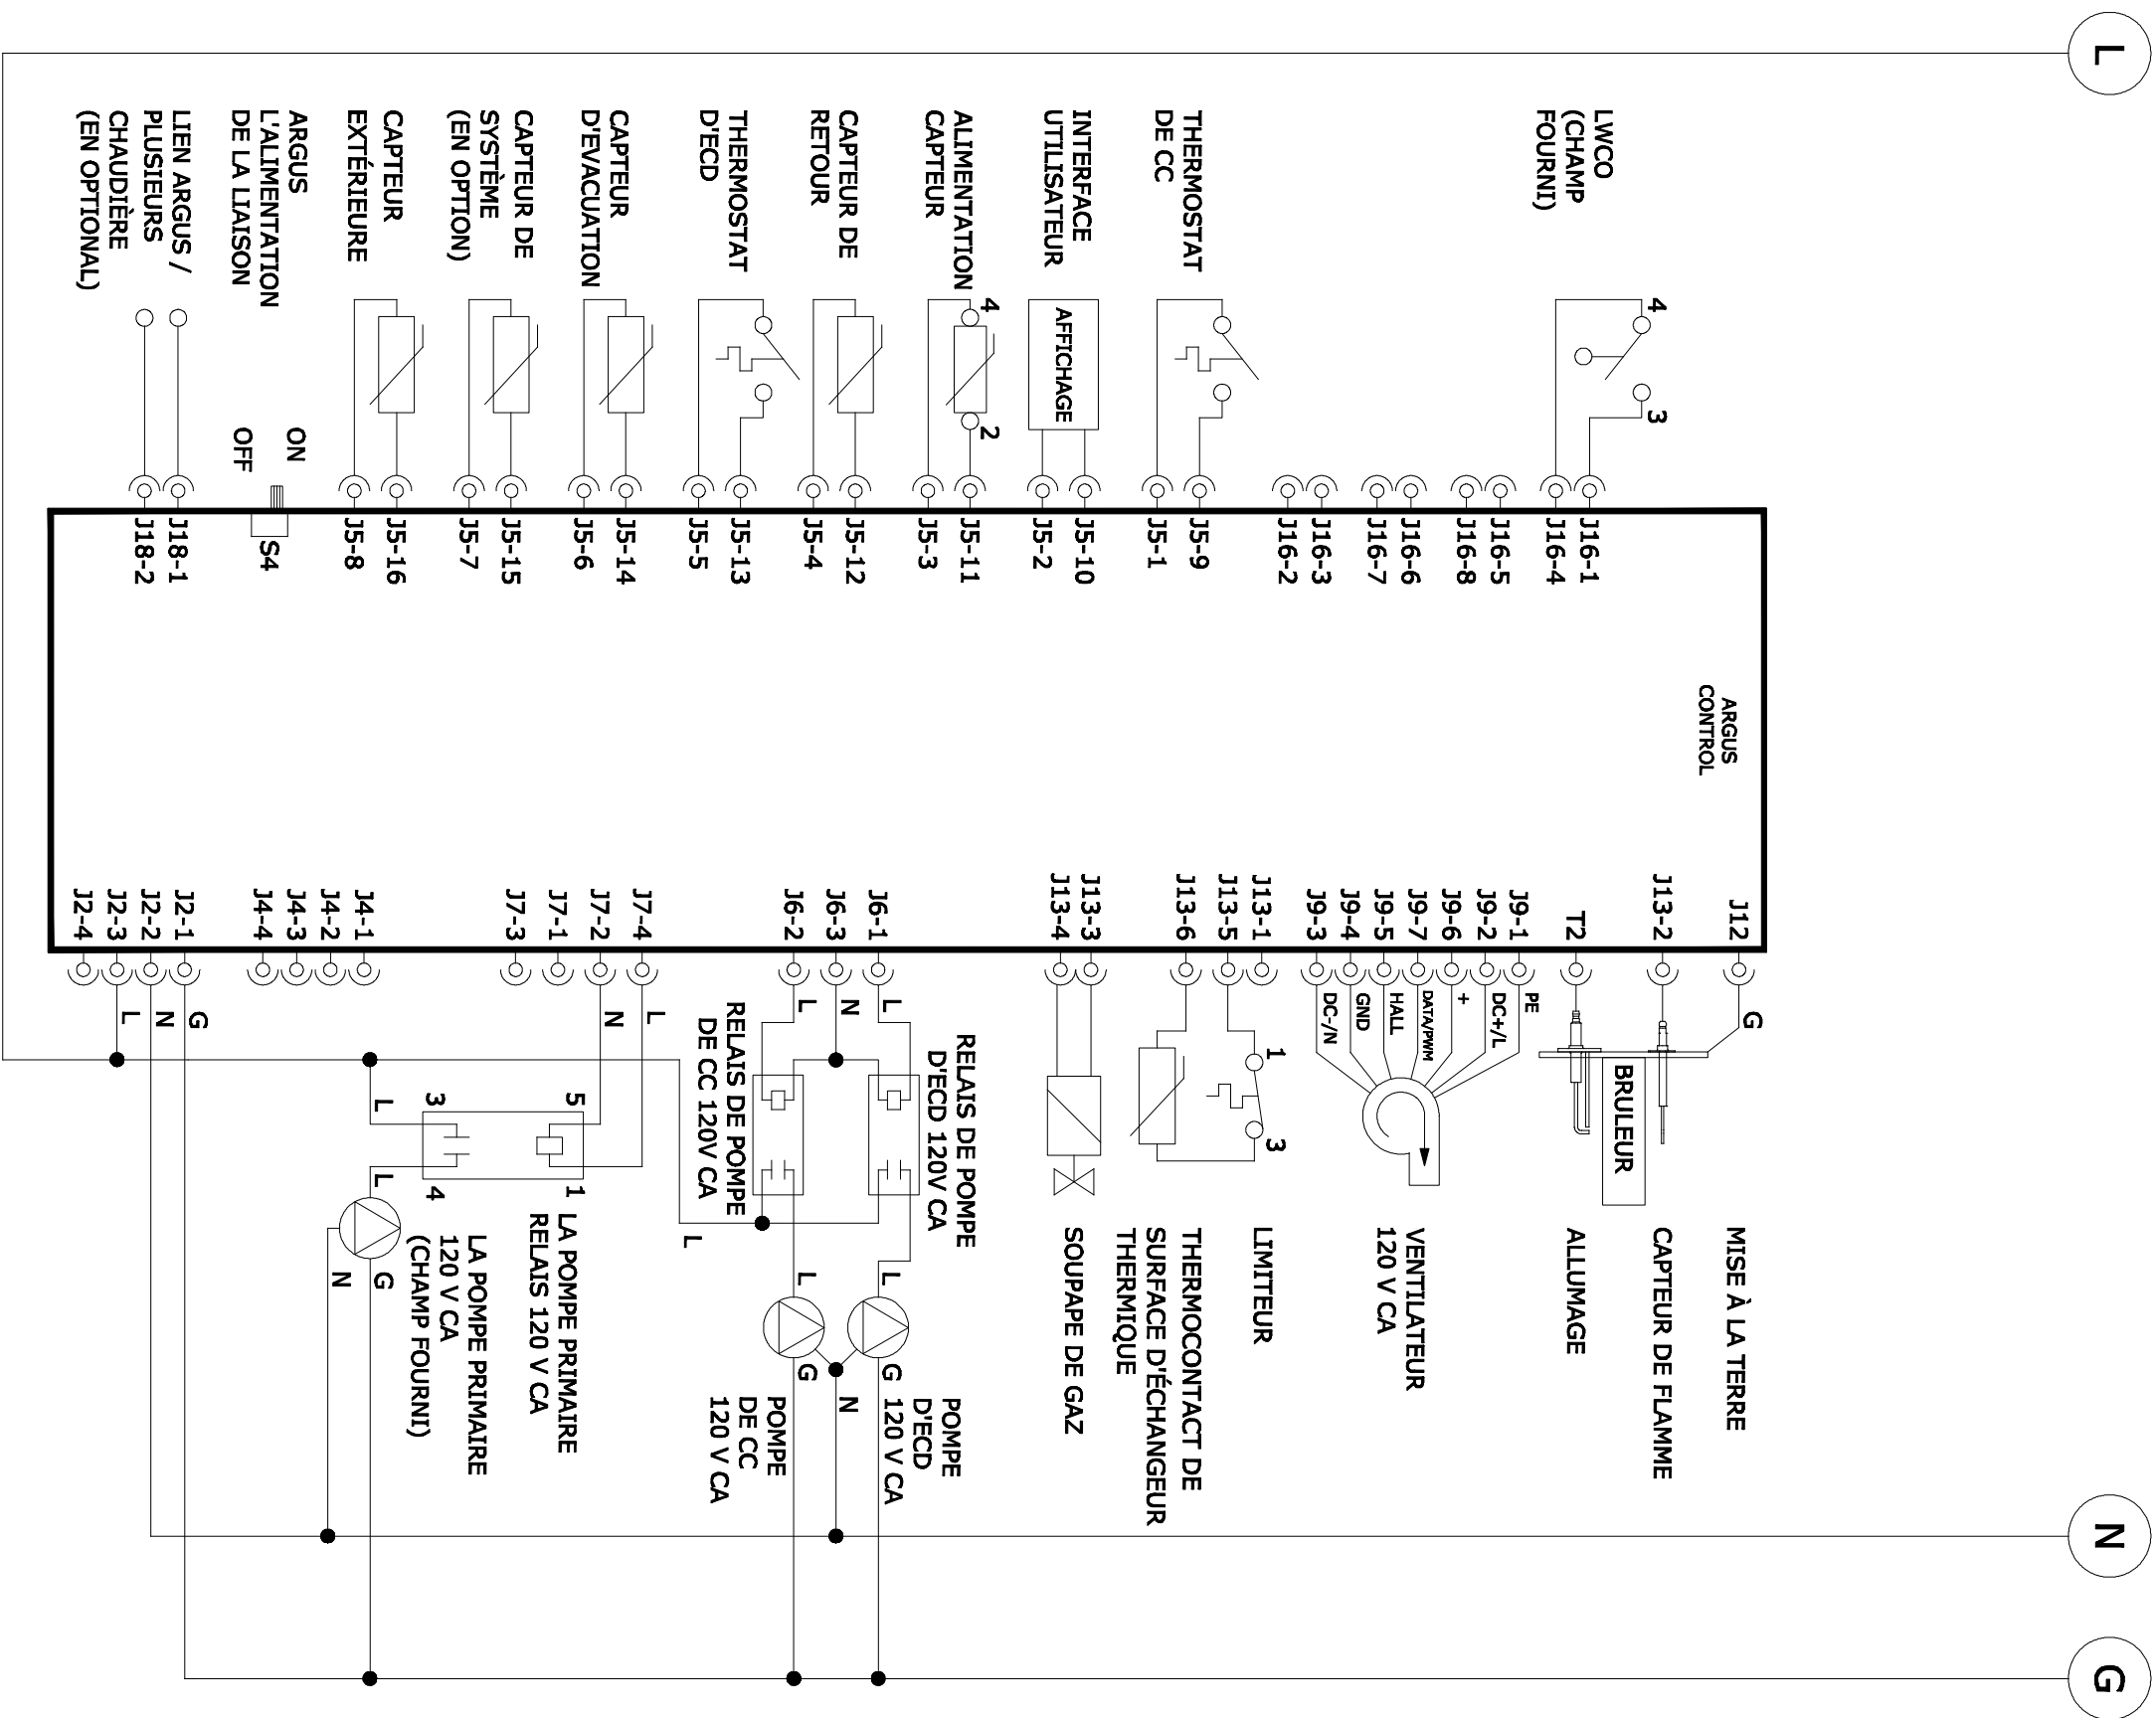 L
N
G
LWCO
(CHAMP
FOURNI)
4
3
J16-1
J16-4
J16-5
J16-8
J16-6
J16-7
J16-3
J16-2
THERMOSTAT
DE CC
J5-9
J5-1
INTERFACE
UTILISATEUR
AFFICHAGE
J5-10
J5-2
ALIMENTATION
CAPTEUR
4
2
J5-11
J5-3
CAPTEUR DE
RETOUR
J5-12
J5-4
THERMOSTAT
D'ECD
J5-13
J5-5
CAPTEUR
D'EVACUATION
J5-14
J5-6
CAPTEUR DE
SYSTÈME
(EN OPTION)
J5-15
J5-7
CAPTEUR
EXTÉRIEURE
J5-16
J5-8
ARGUS
L'ALIMENTATION
DE LA LIAISON
ON
OFF
S4
LIEN ARGUS /
PLUSIEURS
CHAUDIÈRE
(EN OPTIONAL)
J18-1
J18-2
ARGUS
CONTROL
J12
G
MISE À LA TERRE
J13-2
CAPTEUR DE FLAMME
BRULEUR
T2
ALLUMAGE
J9-1
PE
J9-2
DC+/L
J9-6
+
J9-7
DATA/PWM
J9-5
HALL
J9-4
GND
J9-3
DC-/N
VENTILATEUR
120 V CA
J13-1
J13-5
1
3
LIMITEUR
J13-6
THERMOCONTACT DE
SURFACE D'ÉCHANGEUR
THERMIQUE
J13-3
J13-4
SOUPAPE DE GAZ
J6-1
L
J6-3
N
J6-2
L
RELAIS DE POMPE
D'ECD 120V CA
RELAIS DE POMPE
DE CC 120V CA
L
L
G
POMPE
D'ECD
120 V CA
N
L
G
POMPE
DE CC
120 V CA
J7-4
L
J7-2
N
J7-1
J7-3
5
1
3
4
L
L
LA POMPE PRIMAIRE
RELAIS 120 V CA
LA POMPE PRIMAIRE
120 V CA
(CHAMP FOURNI)
G
N
J4-1
J4-2
J4-3
J4-4
J2-1
G
J2-2
N
J2-3
L
J2-4